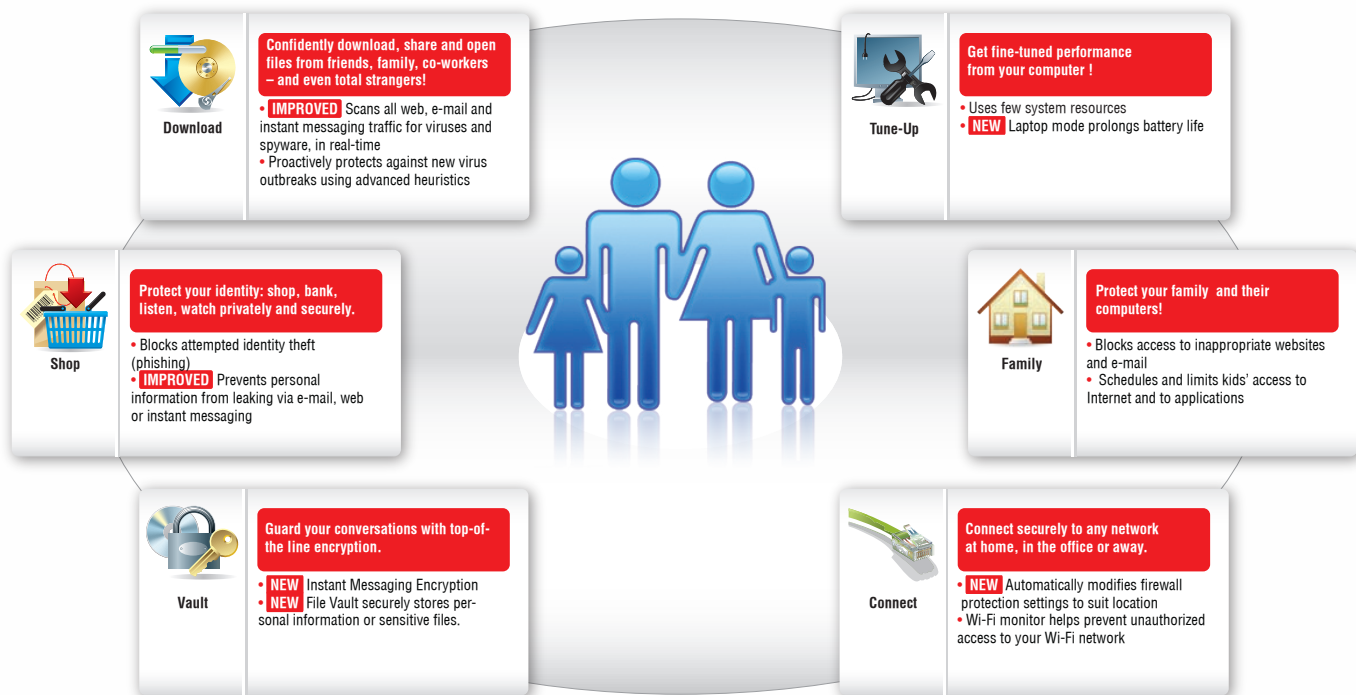 Download
Confidently download, share and open
files from friends, family, co-workers
– and even total strangers!
• IMPROVED Scans all web, e-mail and
instant messaging traffic for viruses and
spyware, in real-time
• Proactively protects against new virus
outbreaks using advanced heuristics
Tune-Up
Get fine-tuned performance
from your computer !
• Uses few system resources
• NEW Laptop mode prolongs battery life
Shop
Protect your identity: shop, bank,
listen, watch privately and securely.
• Blocks attempted identity theft
(phishing)
• IMPROVED Prevents personal
information from leaking via e-mail, web
or instant messaging
Family
Protect your family and their
computers!
• Blocks access to inappropriate websites
and e-mail
• Schedules and limits kids' access to
Internet and to applications
Vault
Guard your conversations with top-of-
the line encryption.
• NEW Instant Messaging Encryption
• NEW File Vault securely stores per-
sonal information or sensitive files.
Connect
Connect securely to any network
at home, in the office or away.
• NEW Automatically modifies firewall
protection settings to suit location
• Wi-Fi monitor helps prevent unauthorized
access to your Wi-Fi network